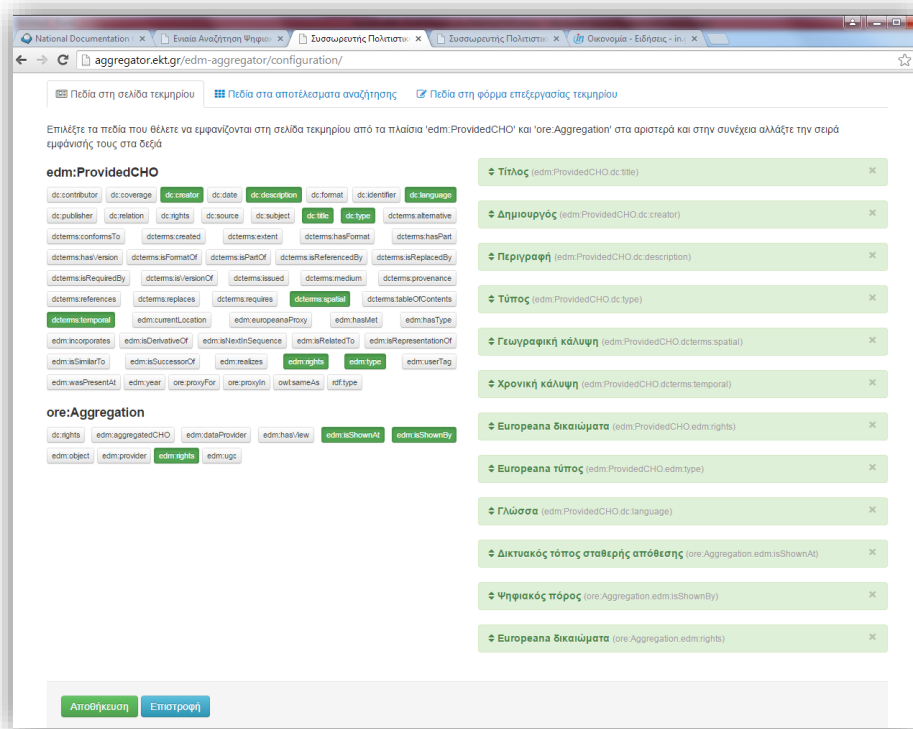 National Documentation
Ενιαία Αναζήτηση Ψηφια
Συσσωρευτής Πολιτιστι
Συσσωρευτής Πολιτιστι
Οικονομία - Ειδήσεις - in.
aggregator.ekt.gr/edm-aggregator/configuration/
Πεδία στη σελίδα τεκμηρίου Πεδία στα αποτέλεσματα αναζήτησης Πεδία στη φόρμα επεξεργασίας τεκμηρίου
Επιλέξτε τα πεδία που θέλετε να εμφανίζονται στη σελίδα τεκμηρίου από τα πλαίσια 'edm:ProvidedCHO' και 'ore:Aggregation' στα αριστερά και στην συνέχεια αλλάξτε την σειρά
εμφάνισής τους στα δεξιά
edm:ProvidedCHO
dc:contributor dc:coverage dc:creator dc:date dc:description dc:format dc:identifier dc:language
dc:publisher dc:relation dc:rights dc:source dc:subject dc:title dc:type dcterms:alternative
dcterms:conformsTo dcterms:created dcterms:extent dcterms:hasFormat dcterms:hasPart
dcterms:hasVersion dcterms:isFormatOf dcterms:isPartOf dcterms:isReferencedBy dcterms:isReplacedBy
dcterms:isRequiredBy dcterms:isVersionOf dcterms:issued dcterms:medium dcterms:provenance
dcterms:references dcterms:replaces dcterms:requires dcterms:spatial dcterms:tableOfContents
dcterms:temporal edm:currentLocation edm:europeanaProxy edm:hasMet edm:hasType
edm:incorporates edm:isDerivativeOf edm:isNextInSequence edm:isRelatedTo edm:isRepresentationOf
edm:isSimilarTo edm:isSuccessorOf edm:realizes edm:rights edm:type edm:userTag
edm:wasPresentAt edm:year ore:proxyFor ore:proxyIn owl:sameAs rdf:type
ore:Aggregation
dc:rights edm:aggregatedCHO edm:dataProvider edm:hasView edm:isShownAt edm:isShownBy
edm:object edm:provider edm:rights edm:ugc
Τίτλος (edm:ProvidedCHO.dc:title)
Δημιουργός (edm:ProvidedCHO.dc:creator)
Περιγραφή (edm:ProvidedCHO.dc:description)
Τύπος (edm:ProvidedCHO.dc:type)
Γεωγραφική κάλυψη (edm:ProvidedCHO.dcterms:spatial)
Χρονική κάλυψη (edm:ProvidedCHO.dcterms:temporal)
Europeana δικαιώματα (edm:ProvidedCHO.edm:rights)
Europeana τύπος (edm:ProvidedCHO.edm:type)
Γλώσσα (edm:ProvidedCHO.dc:language)
Δικτυακός τόπος σταθερής απόθεσης (ore:Aggregation.edm:isShownAt)
Ψηφιακός πόρος (ore:Aggregation.edm:isShownBy)
Europeana δικαιώματα (ore:Aggregation.edm:rights)
Αποθήκευση Επιστροφή